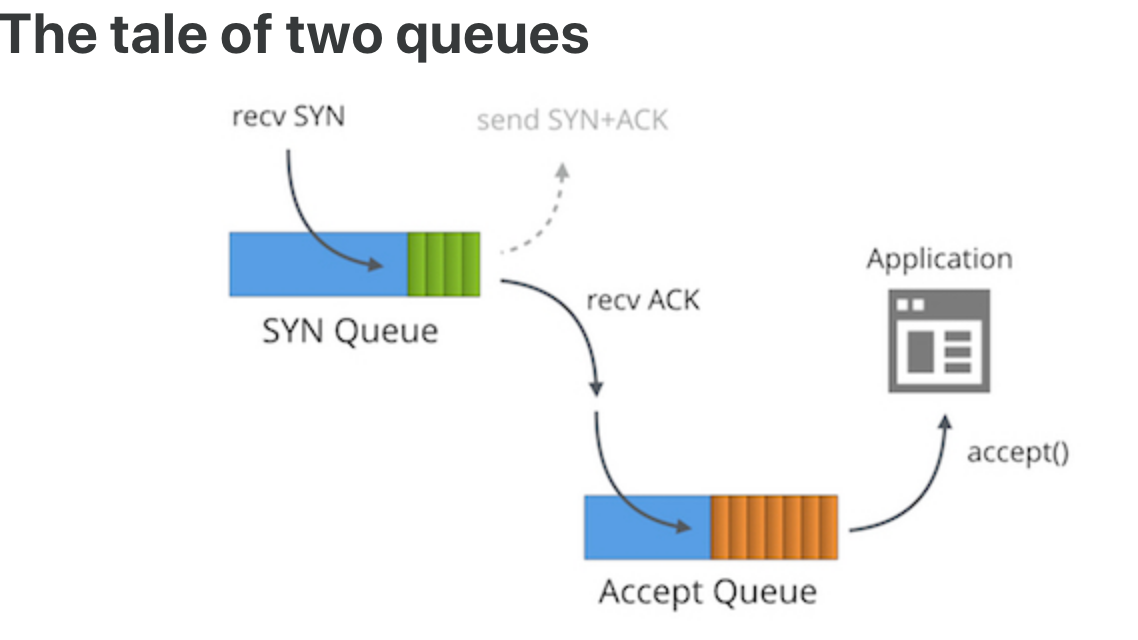 The tale of two queues
recv SYN
send SYN+ACK
SYN Queue
recv ACK
Application
accept()
Accept Queue